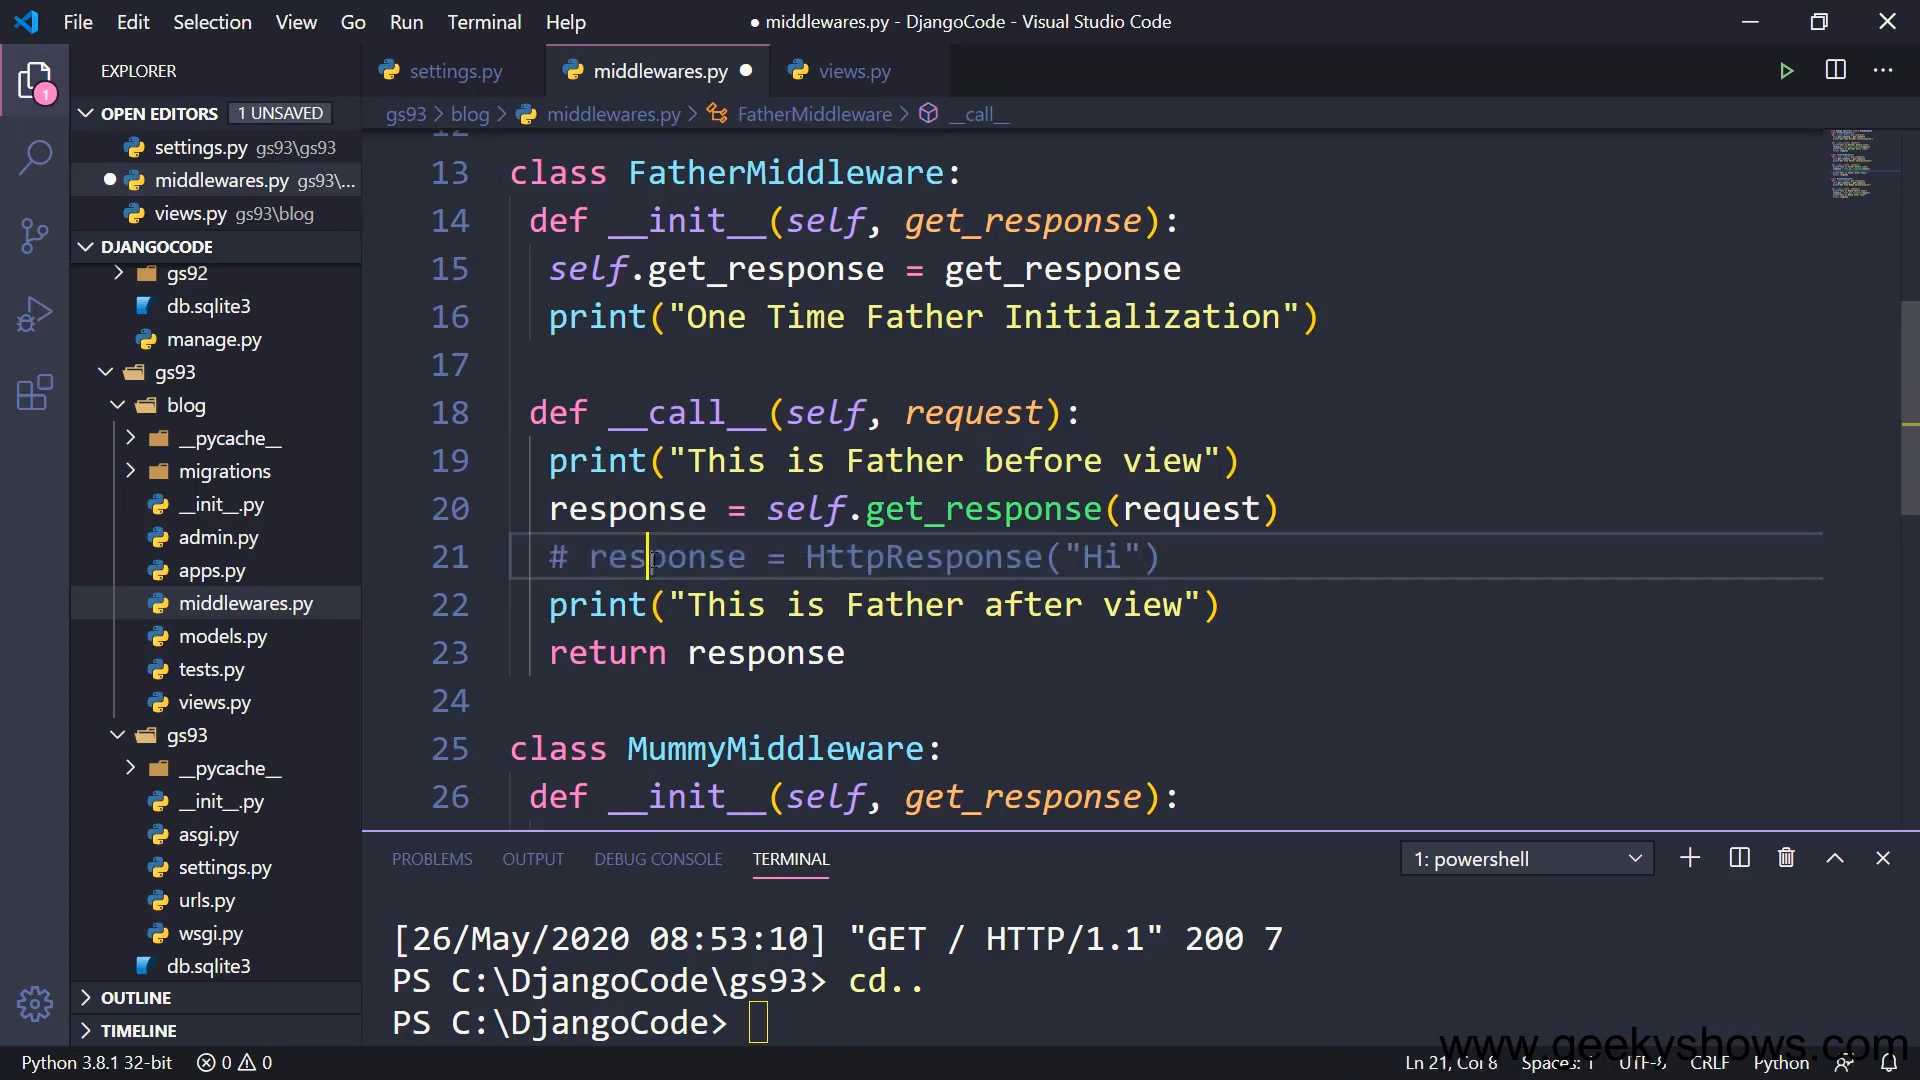 File Edit Selection View Go Run Terminal Help
● middlewares.py - DjangoCode - Visual Studio Code
EXPLORER
settings.py
middlewares.py
views.py
OPEN EDITORS 1 UNSAVED
gs93 > blog > middlewares.py > FatherMiddleware > __call__
settings.py gs93\gs93
middlewares.py gs93\...
views.py gs93\blog
DJANGOCODE
gs92
db.sqlite3
manage.py
gs93
blog
__pycache__
migrations
__init__.py
admin.py
apps.py
middlewares.py
models.py
tests.py
views.py
gs93
__pycache__
__init__.py
asgi.py
settings.py
urls.py
wsgi.py
db.sqlite3
OUTLINE
TIMELINE
1
12
13 class FatherMiddleware:
14 def __init__(self, get_response):
15 self.get_response = get_response
16 print("One Time Father Initialization")
17
18 def __call__(self, request):
19 print("This is Father before view")
20 response = self.get_response(request)
21 # response = HttpResponse("Hi")
22 print("This is Father after view")
23 return response
24
25 class MummyMiddleware:
26 def __init__(self, get_response):
PROBLEMS OUTPUT DEBUG CONSOLE TERMINAL
1: powershell
[26/May/2020 08:53:10] "GET / HTTP/1.1" 200 7
PS C:\DjangoCode\gs93> cd..
PS C:\DjangoCode>
www.geekyshows.com
Python 3.8.1 32-bit 0 0
Ln 21, Col 8 Spaces: 1 UTF-8 CRLF Python